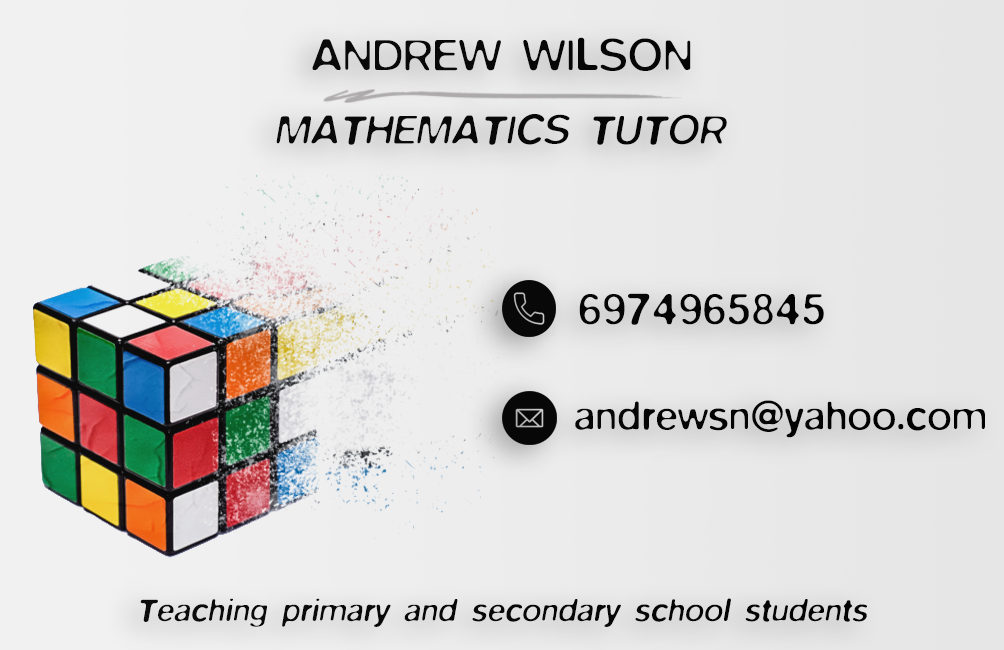 ANDREW WILSON
MATHEMATICS TUTOR
6974965845
andrewsn@yahoo.com
Teaching primary and secondary school students